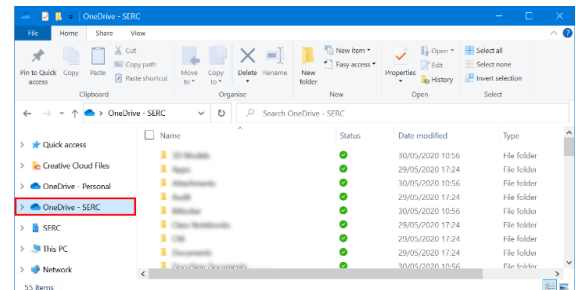 OneDrive - SERC
File Home Share View
Pin to Quick access
Copy
Paste
Cut
Copy path
Paste shortcut
Move to
Copy to
Delete
Rename
New folder
New item
Easy access
Properties
Open
Edit
History
Select all
Select none
Invert selection
Clipboard Organise New Open Select
OneDrive - SERC
Search OneDrive - SERC
Name Status Date modified Type
Quick access
Creative Cloud Files
OneDrive - Personal
OneDrive - SERC
SERC
This PC
Network
30/05/2020 10:56 File folder
29/05/2020 17:24 File folder
30/05/2020 10:56 File folder
29/05/2020 17:24 File folder
30/05/2020 10:56 File folder
29/05/2020 17:24 File folder
29/05/2020 17:24 File folder
29/05/2020 17:24 File folder
30/05/2020 10:56 File folder
55 items